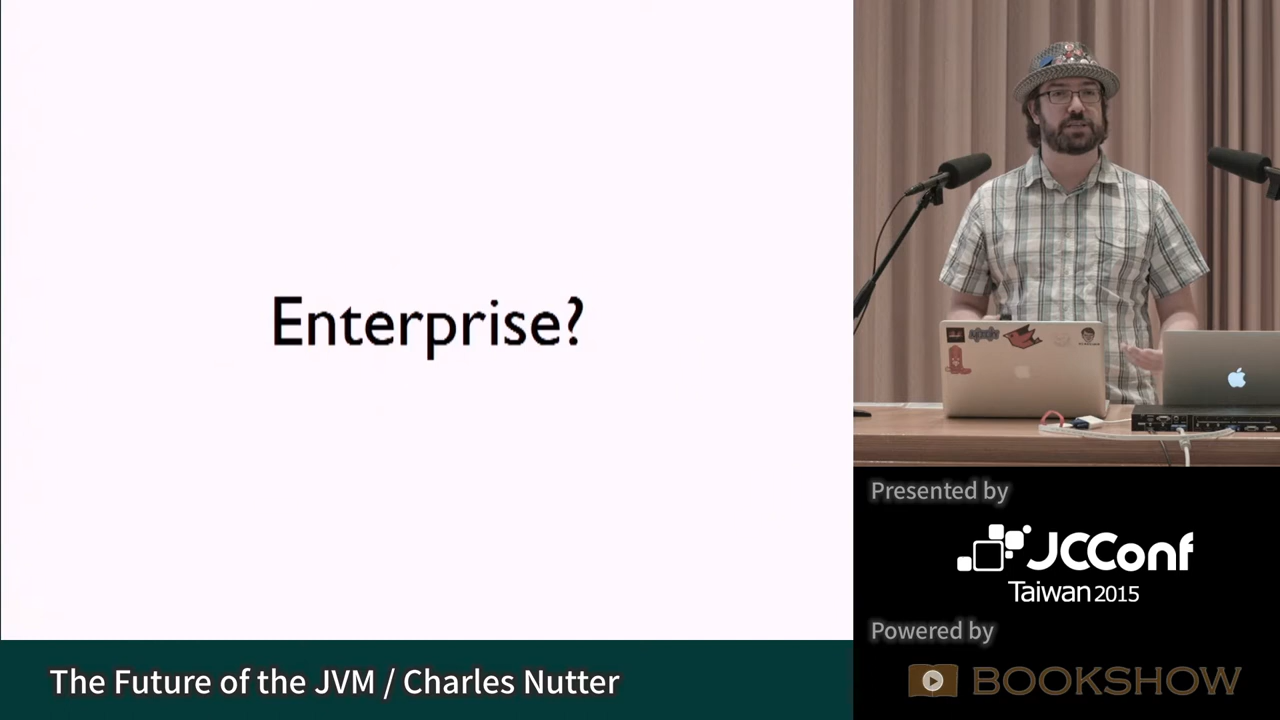 Enterprise?
Presented by
JCConf
Taiwan 2015
Powered by
BOOKSHOW
The Future of the JVM / Charles Nutter